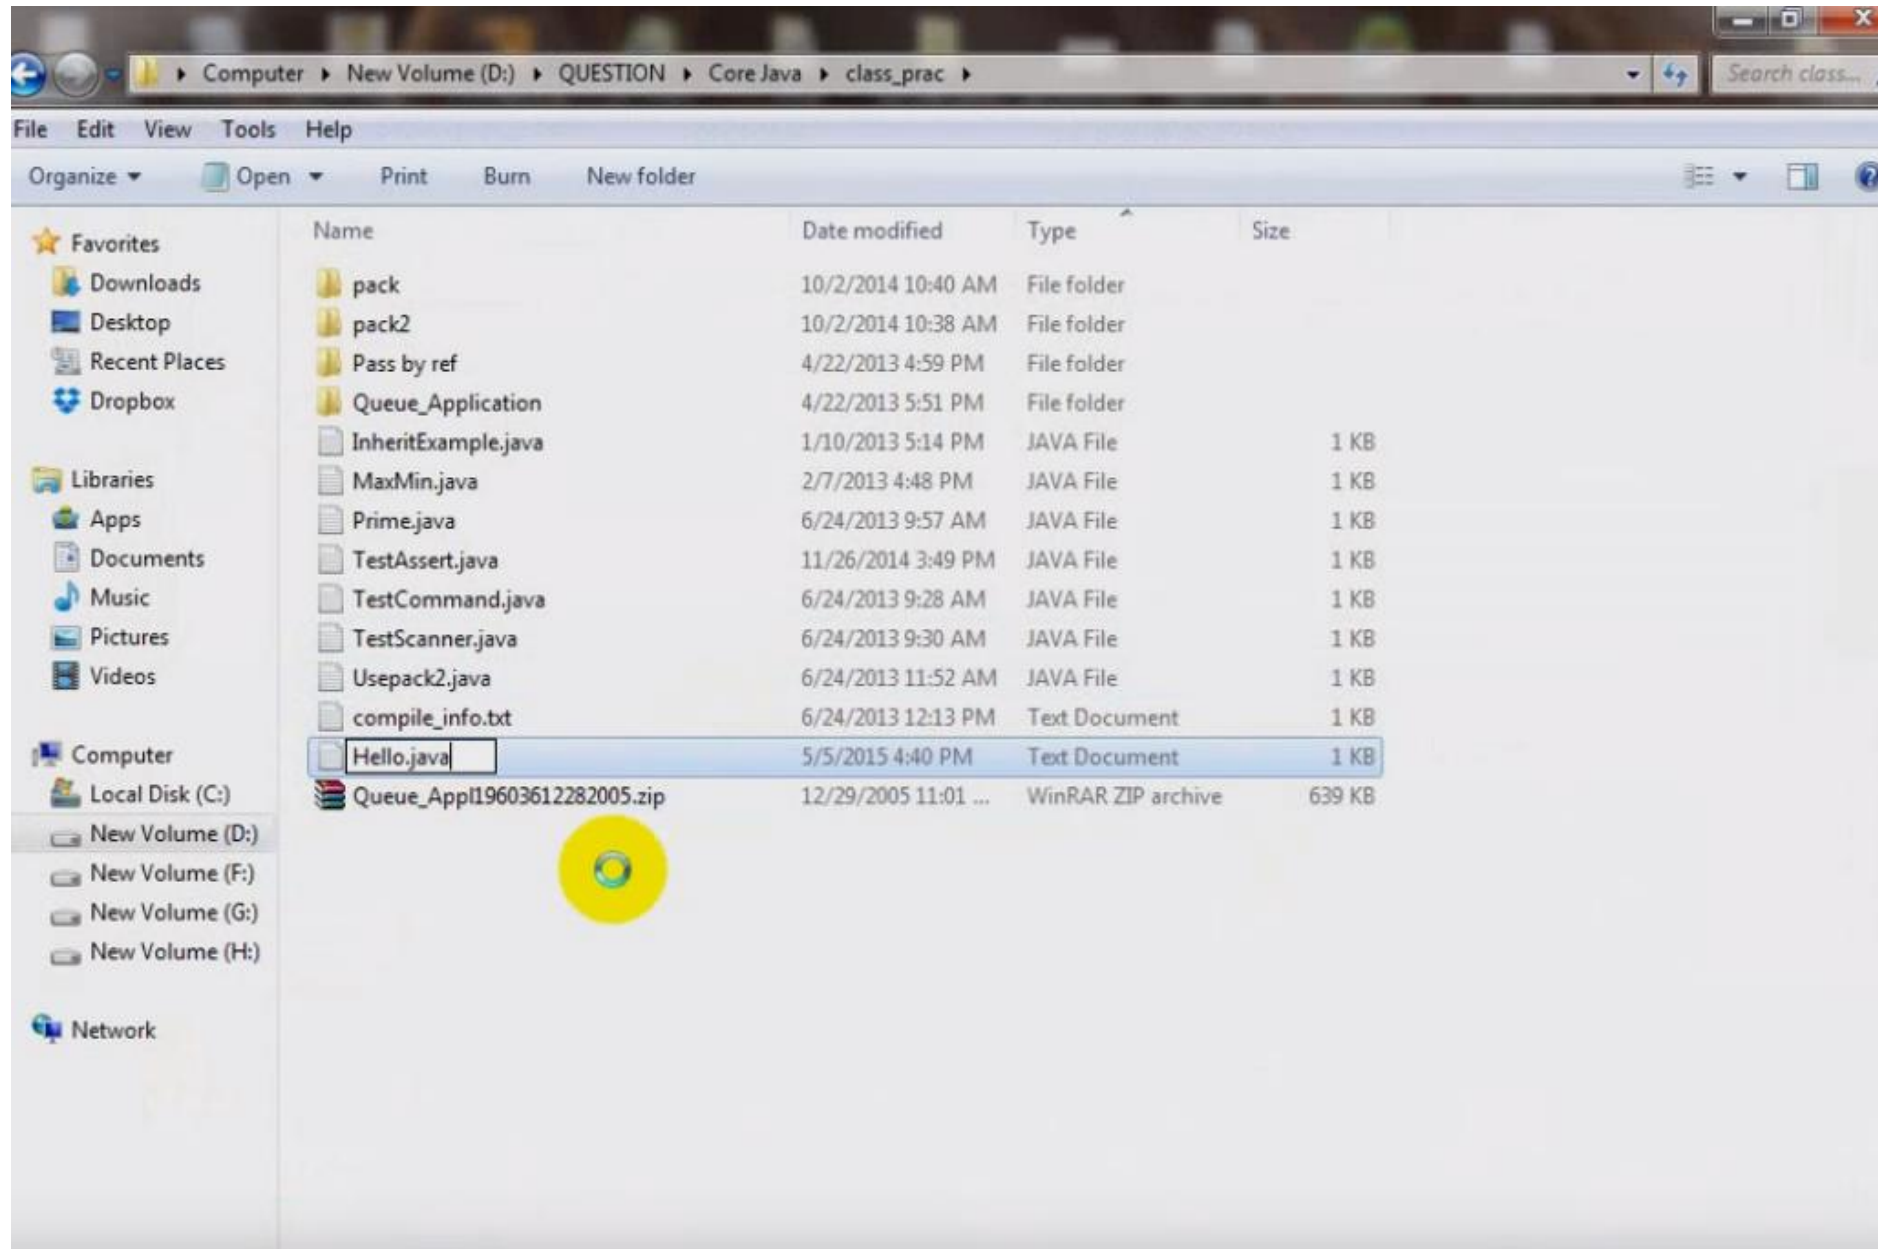 Computer ▸ New Volume (D:) ▸ QUESTION ▸ Core Java ▸ class_prac ▸
Search class...
File Edit View Tools Help
Organize Open Print Burn New folder
Name Date modified Type Size
Favorites
Downloads
Desktop
Recent Places
Dropbox
Libraries
Apps
Documents
Music
Pictures
Videos
Computer
Local Disk (C:)
New Volume (D:)
New Volume (F:)
New Volume (G:)
New Volume (H:)
Network
pack 10/2/2014 10:40 AM File folder
pack2 10/2/2014 10:38 AM File folder
Pass by ref 4/22/2013 4:59 PM File folder
Queue_Application 4/22/2013 5:51 PM File folder
InheritExample.java 1/10/2013 5:14 PM JAVA File 1 KB
MaxMin.java 2/7/2013 4:48 PM JAVA File 1 KB
Prime.java 6/24/2013 9:57 AM JAVA File 1 KB
TestAssert.java 11/26/2014 3:49 PM JAVA File 1 KB
TestCommand.java 6/24/2013 9:28 AM JAVA File 1 KB
TestScanner.java 6/24/2013 9:30 AM JAVA File 1 KB
Usepack2.java 6/24/2013 11:52 AM JAVA File 1 KB
compile_info.txt 6/24/2013 12:13 PM Text Document 1 KB
Hello.java 5/5/2015 4:40 PM Text Document 1 KB
Queue_Appl19603612282005.zip 12/29/2005 11:01 ... WinRAR ZIP archive 639 KB